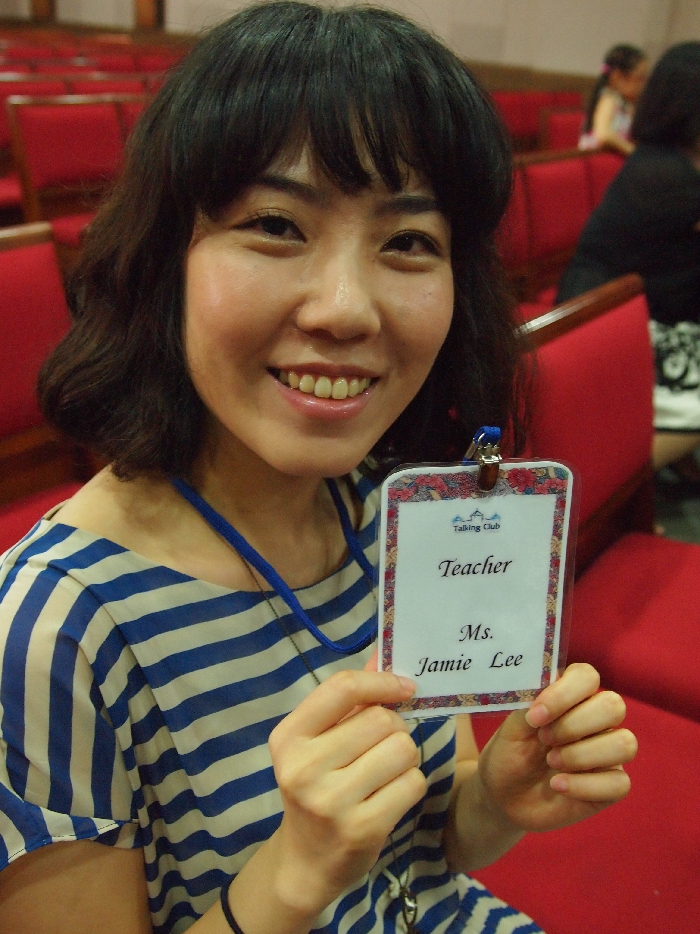 Talking Club
Teacher
Ms.
Jamie Lee